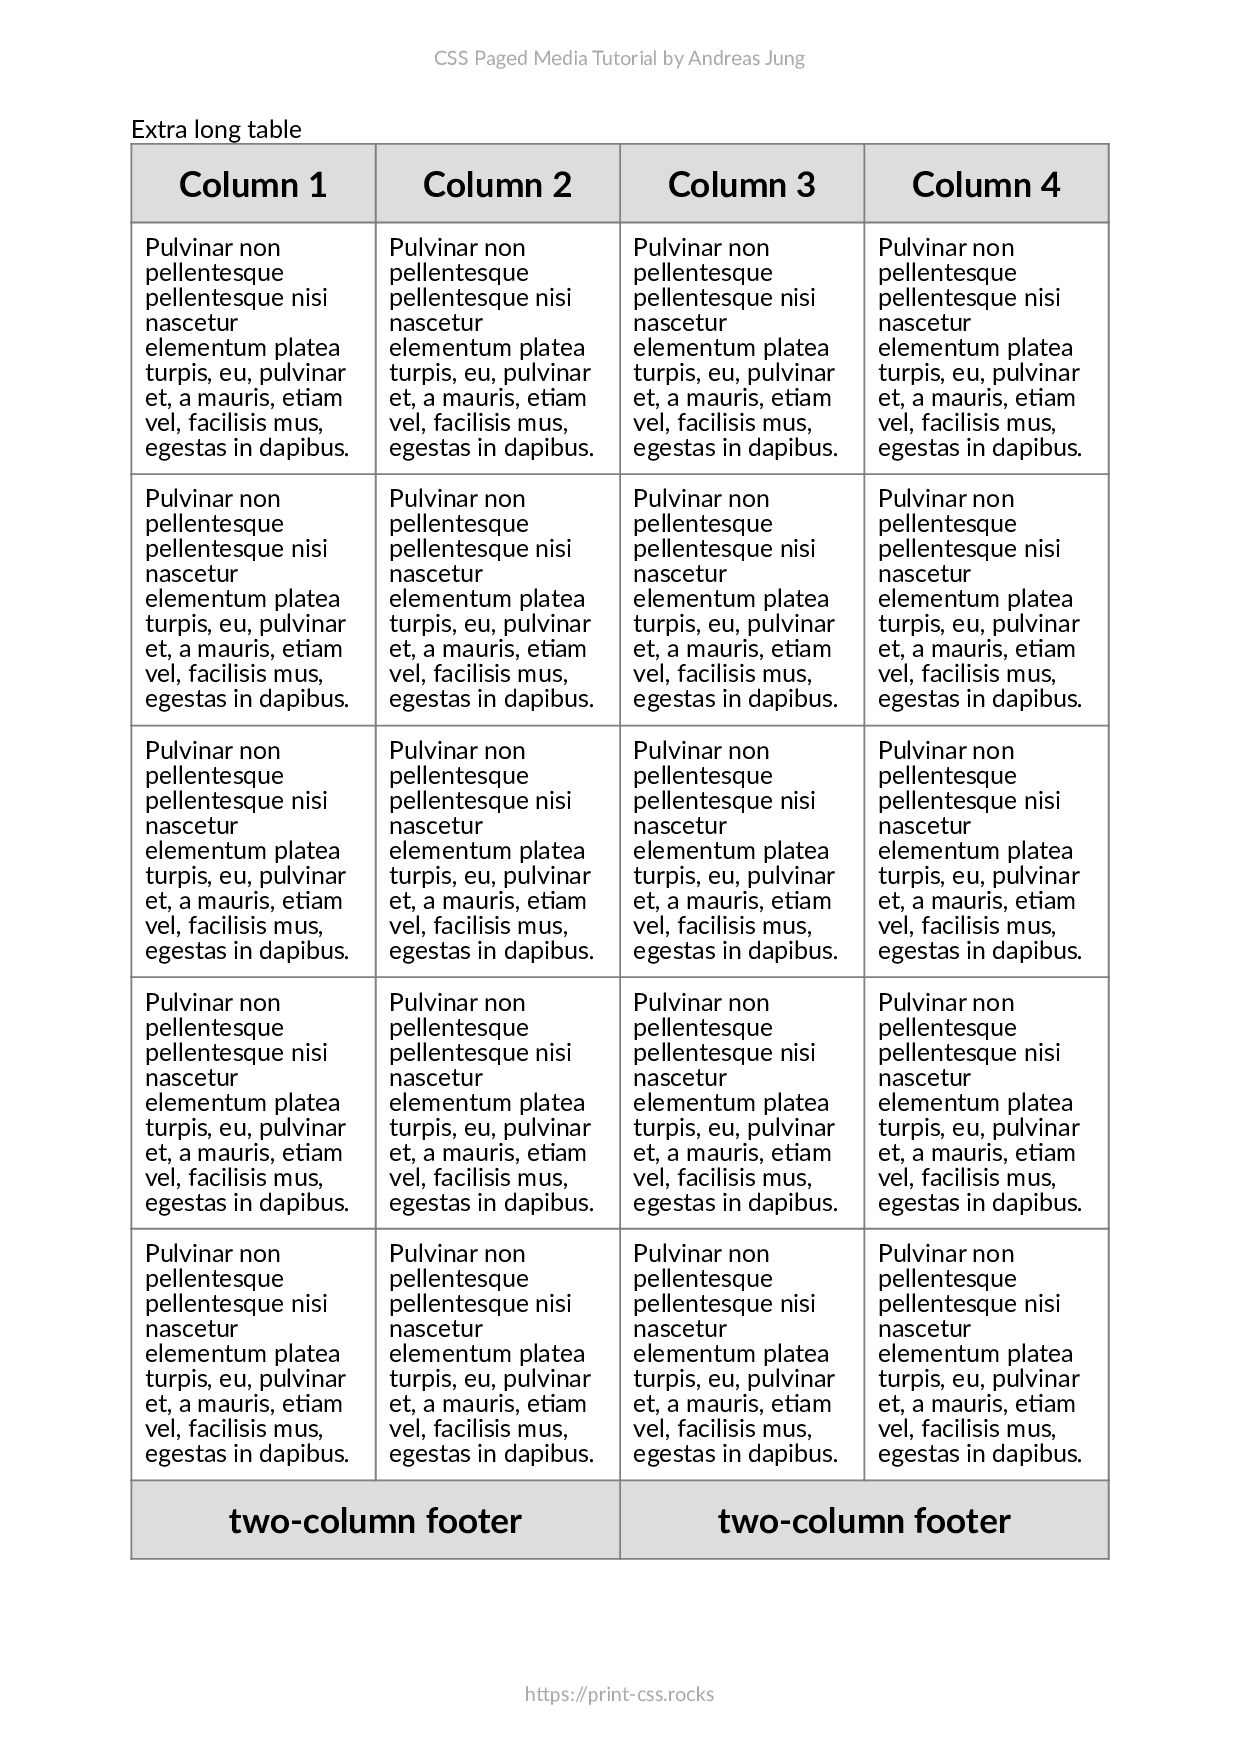 CSS Paged Media Tutorial by Andreas Jung
Extra long table
Column 1 Column 2 Column 3 Column 4
Pulvinar non Pulvinar non Pulvinar non Pulvinar non
pellentesque pellentesque pellentesque pellentesque
pellentesque nisi pellentesque nisi pellentesque nisi pellentesque nisi
nascetur nascetur nascetur nascetur
elementum platea elementum platea elementum platea elementum platea
turpis, eu, pulvinar turpis, eu, pulvinar turpis, eu, pulvinar turpis, eu, pulvinar
et, a mauris, etiam et, a mauris, etiam et, a mauris, etiam et, a mauris, etiam
vel, facilisis mus, vel, facilisis mus, vel, facilisis mus, vel, facilisis mus,
egestas in dapibus. egestas in dapibus. egestas in dapibus. egestas in dapibus.
Pulvinar non Pulvinar non Pulvinar non Pulvinar non
pellentesque pellentesque pellentesque pellentesque
pellentesque nisi pellentesque nisi pellentesque nisi pellentesque nisi
nascetur nascetur nascetur nascetur
elementum platea elementum platea elementum platea elementum platea
turpis, eu, pulvinar turpis, eu, pulvinar turpis, eu, pulvinar turpis, eu, pulvinar
et, a mauris, etiam et, a mauris, etiam et, a mauris, etiam et, a mauris, etiam
vel, facilisis mus, vel, facilisis mus, vel, facilisis mus, vel, facilisis mus,
egestas in dapibus. egestas in dapibus. egestas in dapibus. egestas in dapibus.
Pulvinar non Pulvinar non Pulvinar non Pulvinar non
pellentesque pellentesque pellentesque pellentesque
pellentesque nisi pellentesque nisi pellentesque nisi pellentesque nisi
nascetur nascetur nascetur nascetur
elementum platea elementum platea elementum platea elementum platea
turpis, eu, pulvinar turpis, eu, pulvinar turpis, eu, pulvinar turpis, eu, pulvinar
et, a mauris, etiam et, a mauris, etiam et, a mauris, etiam et, a mauris, etiam
vel, facilisis mus, vel, facilisis mus, vel, facilisis mus, vel, facilisis mus,
egestas in dapibus. egestas in dapibus. egestas in dapibus. egestas in dapibus.
Pulvinar non Pulvinar non Pulvinar non Pulvinar non
pellentesque pellentesque pellentesque pellentesque
pellentesque nisi pellentesque nisi pellentesque nisi pellentesque nisi
nascetur nascetur nascetur nascetur
elementum platea elementum platea elementum platea elementum platea
turpis, eu, pulvinar turpis, eu, pulvinar turpis, eu, pulvinar turpis, eu, pulvinar
et, a mauris, etiam et, a mauris, etiam et, a mauris, etiam et, a mauris, etiam
vel, facilisis mus, vel, facilisis mus, vel, facilisis mus, vel, facilisis mus,
egestas in dapibus. egestas in dapibus. egestas in dapibus. egestas in dapibus.
Pulvinar non Pulvinar non Pulvinar non Pulvinar non
pellentesque pellentesque pellentesque pellentesque
pellentesque nisi pellentesque nisi pellentesque nisi pellentesque nisi
nascetur nascetur nascetur nascetur
elementum platea elementum platea elementum platea elementum platea
turpis, eu, pulvinar turpis, eu, pulvinar turpis, eu, pulvinar turpis, eu, pulvinar
et, a mauris, etiam et, a mauris, etiam et, a mauris, etiam et, a mauris, etiam
vel, facilisis mus, vel, facilisis mus, vel, facilisis mus, vel, facilisis mus,
egestas in dapibus. egestas in dapibus. egestas in dapibus. egestas in dapibus.
two-column footer two-column footer
https://print-css.rocks